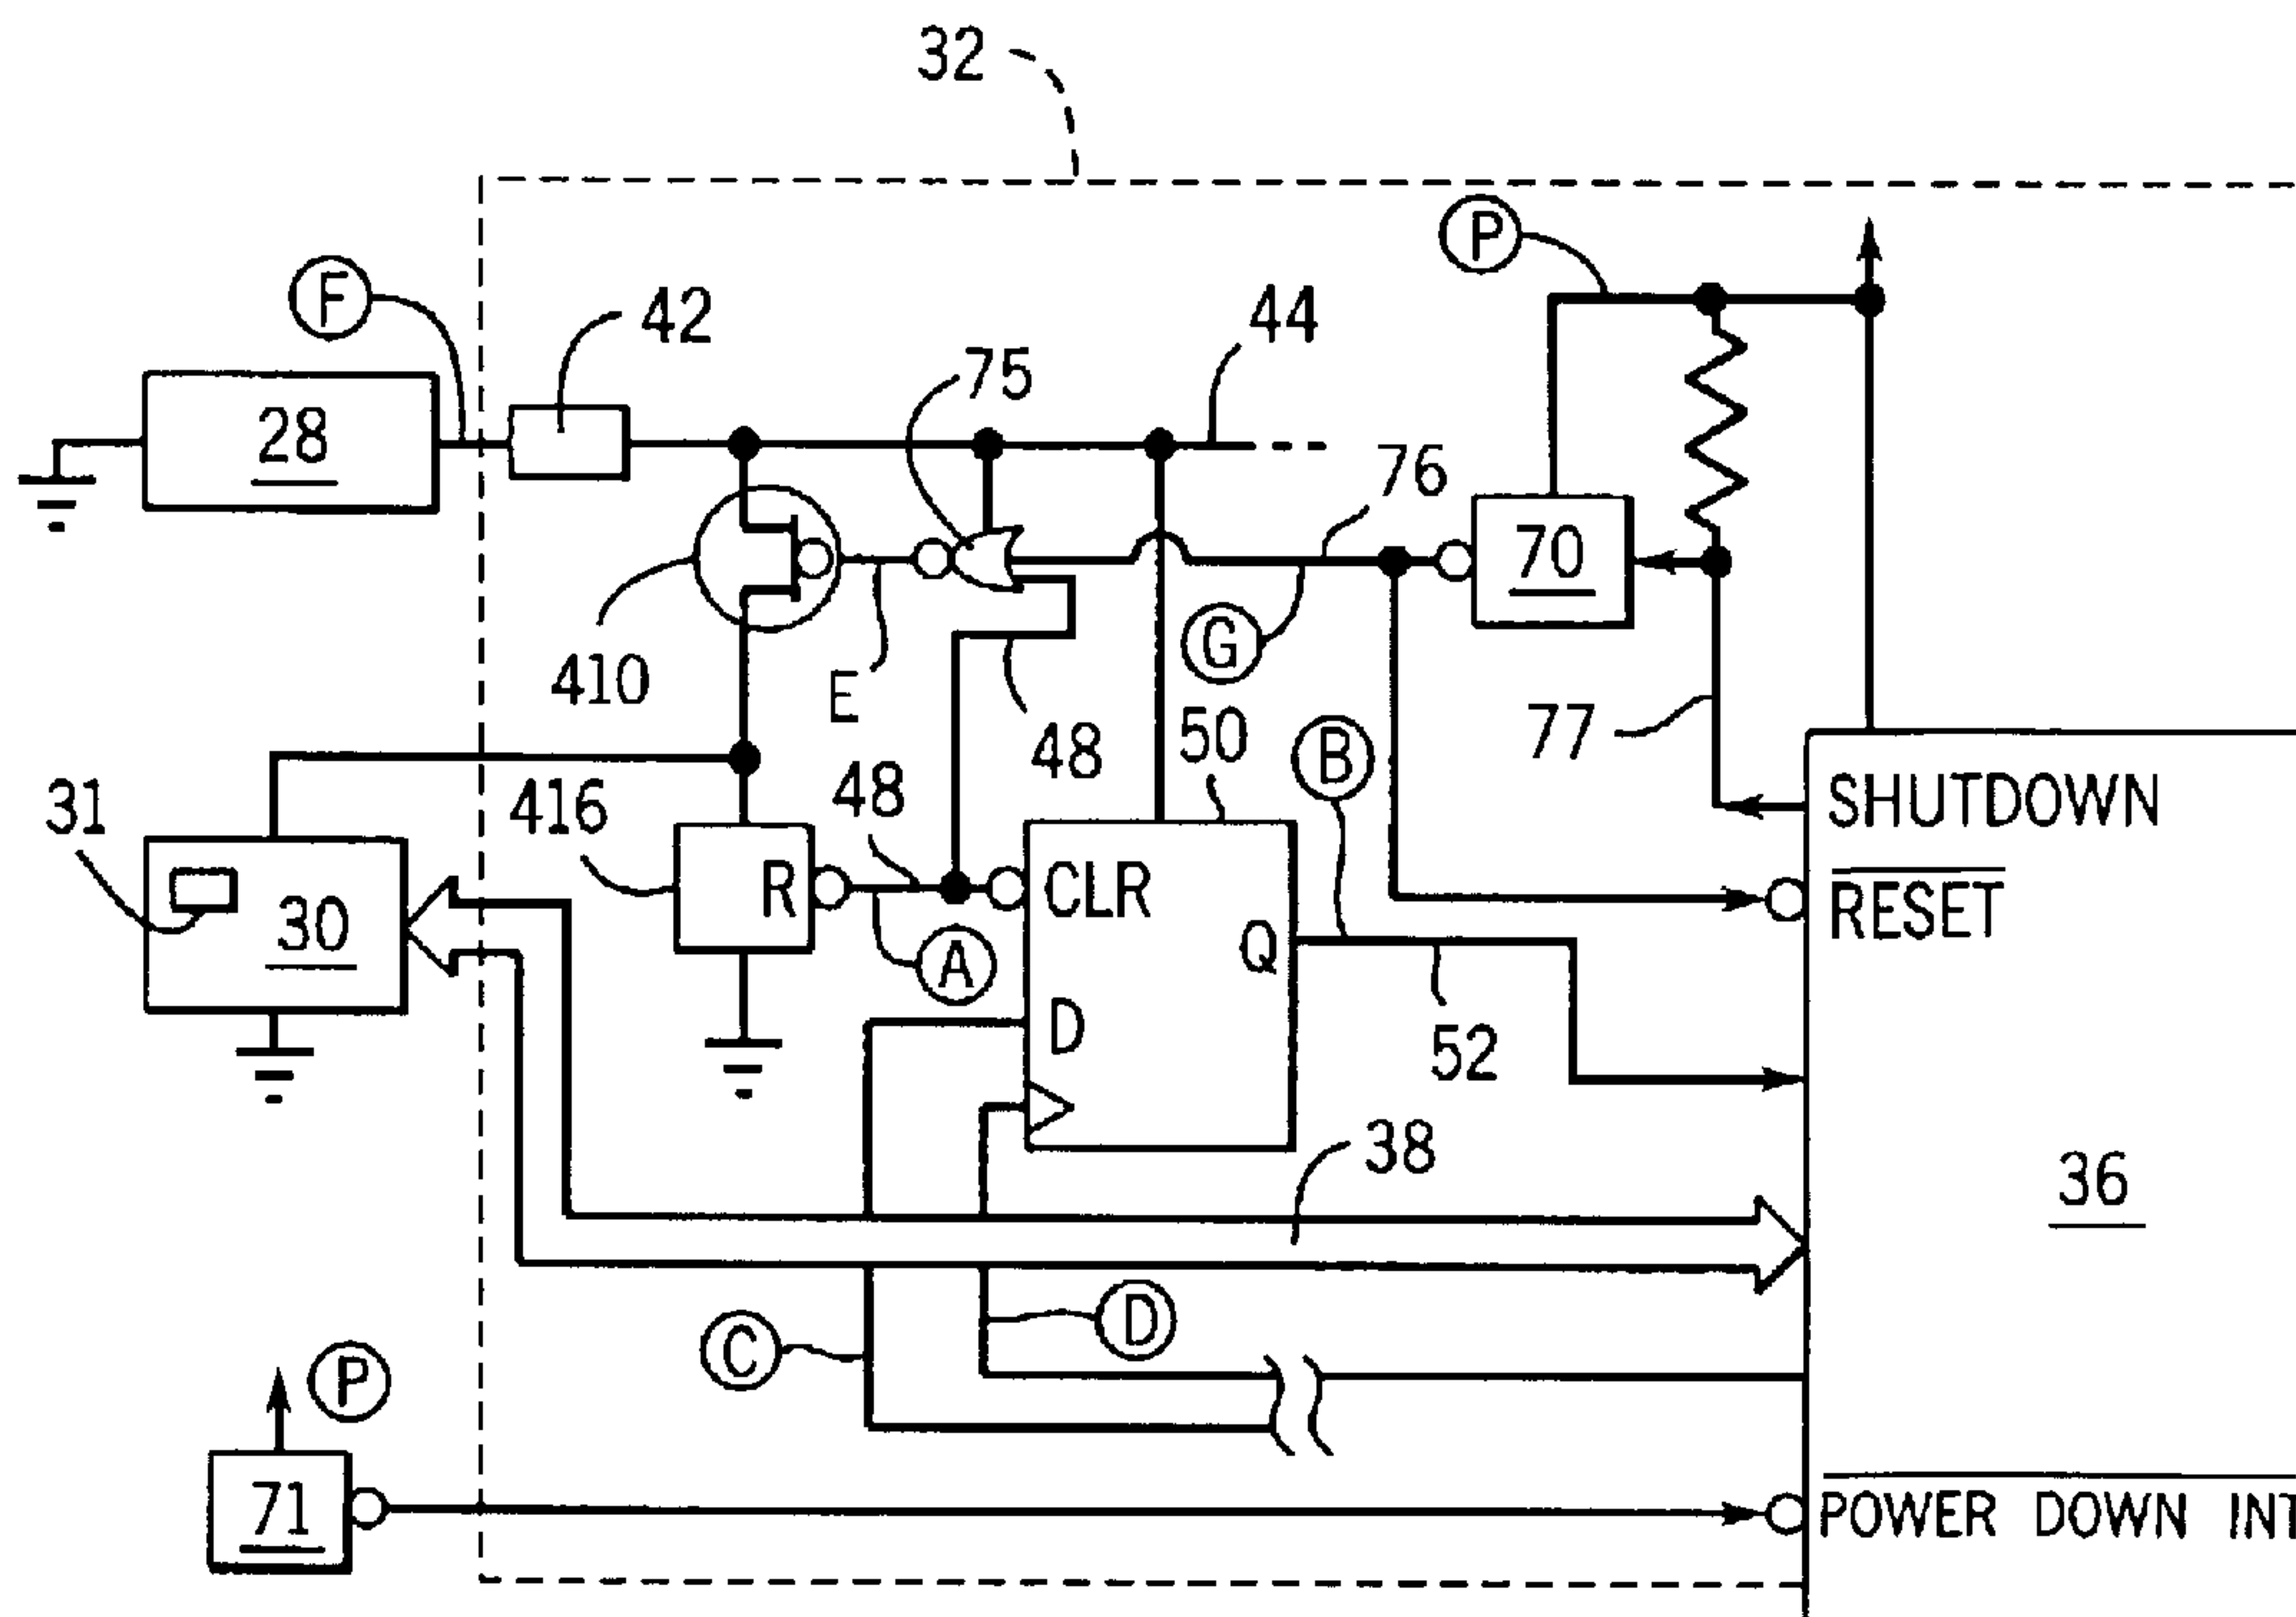 32
P
F
42
44
75
28
76
70
410
E
G
48
50
B
77
31
416
48
SHUTDOWN
R
CLR
RESET
30
Q
A
D
52
38
36
D
C
P
71
POWER DOWN INT